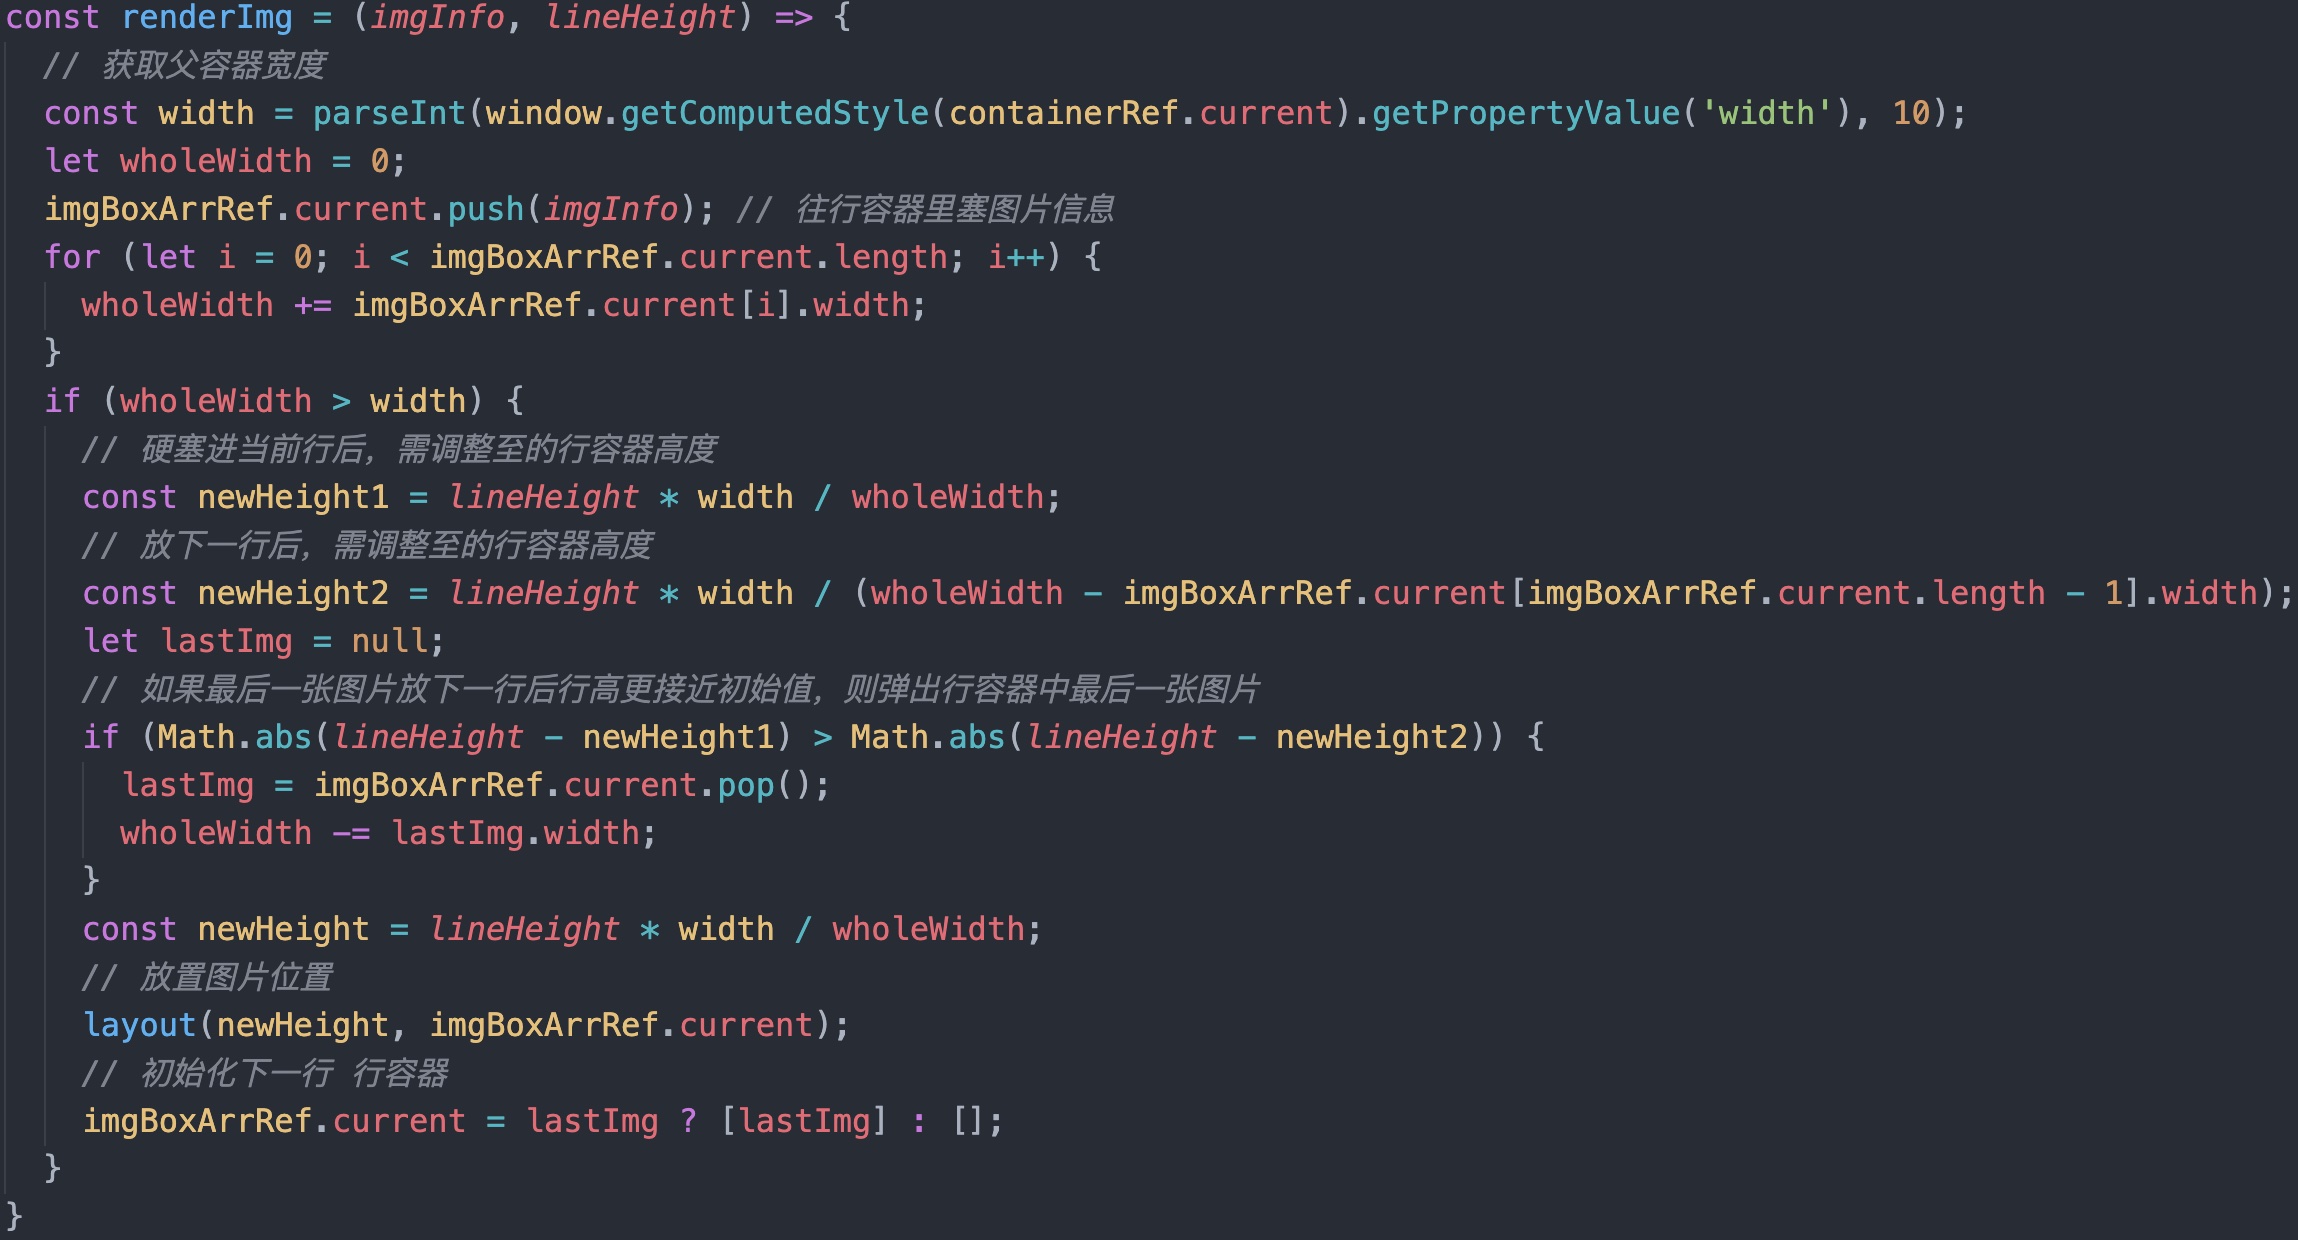 const renderImg = (imgInfo, lineHeight) => {
  // 获取父容器宽度
  const width = parseInt(window.getComputedStyle(containerRef.current).getPropertyValue('width'), 10);
  let wholeWidth = 0;
  imgBoxArrRef.current.push(imgInfo); // 往行容器里塞图片信息
  for (let i = 0; i < imgBoxArrRef.current.length; i++) {
    wholeWidth += imgBoxArrRef.current[i].width;
  }
  if (wholeWidth > width) {
    // 硬塞进当前行后，需调整至的行容器高度
    const newHeight1 = lineHeight * width / wholeWidth;
    // 放下一行后，需调整至的行容器高度
    const newHeight2 = lineHeight * width / (wholeWidth - imgBoxArrRef.current[imgBoxArrRef.current.length - 1].width);
    let lastImg = null;
    // 如果最后一张图片放下一行后行高更接近初始值，则弹出行容器中最后一张图片
    if (Math.abs(lineHeight - newHeight1) > Math.abs(lineHeight - newHeight2)) {
      lastImg = imgBoxArrRef.current.pop();
      wholeWidth -= lastImg.width;
    }
    const newHeight = lineHeight * width / wholeWidth;
    // 放置图片位置
    layout(newHeight, imgBoxArrRef.current);
    // 初始化下一行 行容器
    imgBoxArrRef.current = lastImg ? [lastImg] : [];
  }
}